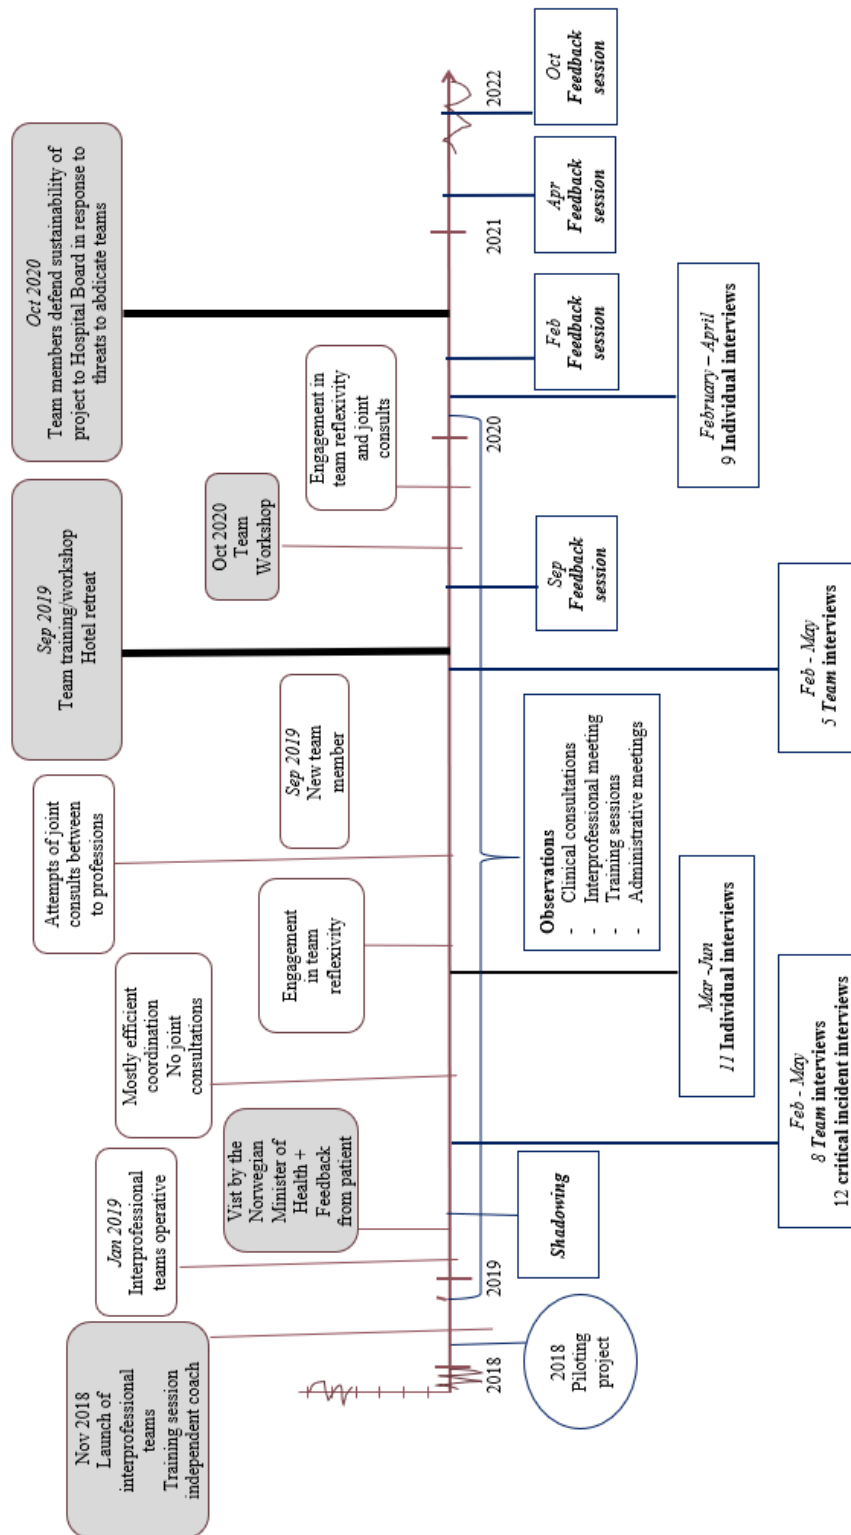 Nov 2018
Launch of
interprofessional
teams
Training session
independent coach
Jan 2019
Interprofessional
teams operative
Vist by the
Norwegian
Minister of
Health +
Feedback
from patient
Mostly efficient
coordination
No joint
consultations
Engagement
in team
reflexivity
Attempts of joint
consults between
to professions
Sep 2019
New team
member
Sep 2019
Team training/workshop
Hotel retreat
Oct 2020
Team
Workshop
Engagement in
team reflexivity
and joint
consults
Oct 2020
Team members defend sustainability of
project to Hospital Board in response to
threats to abdicate teams
2018
2019
2020
2021
2022
2018
Piloting
project
Shadowing
Feb - May
8 Team interviews
12 critical incident interviews
Mar -Jun
11 Individual interviews
Observations
- Clinical consultations
- Interprofessional meeting
- Training sessions
- Administrative meetings
Feb - May
5 Team interviews
Sep
Feedback
session
February – April
9 Individual interviews
Feb
Feedback
session
Apr
Feedback
session
Oct
Feedback
session